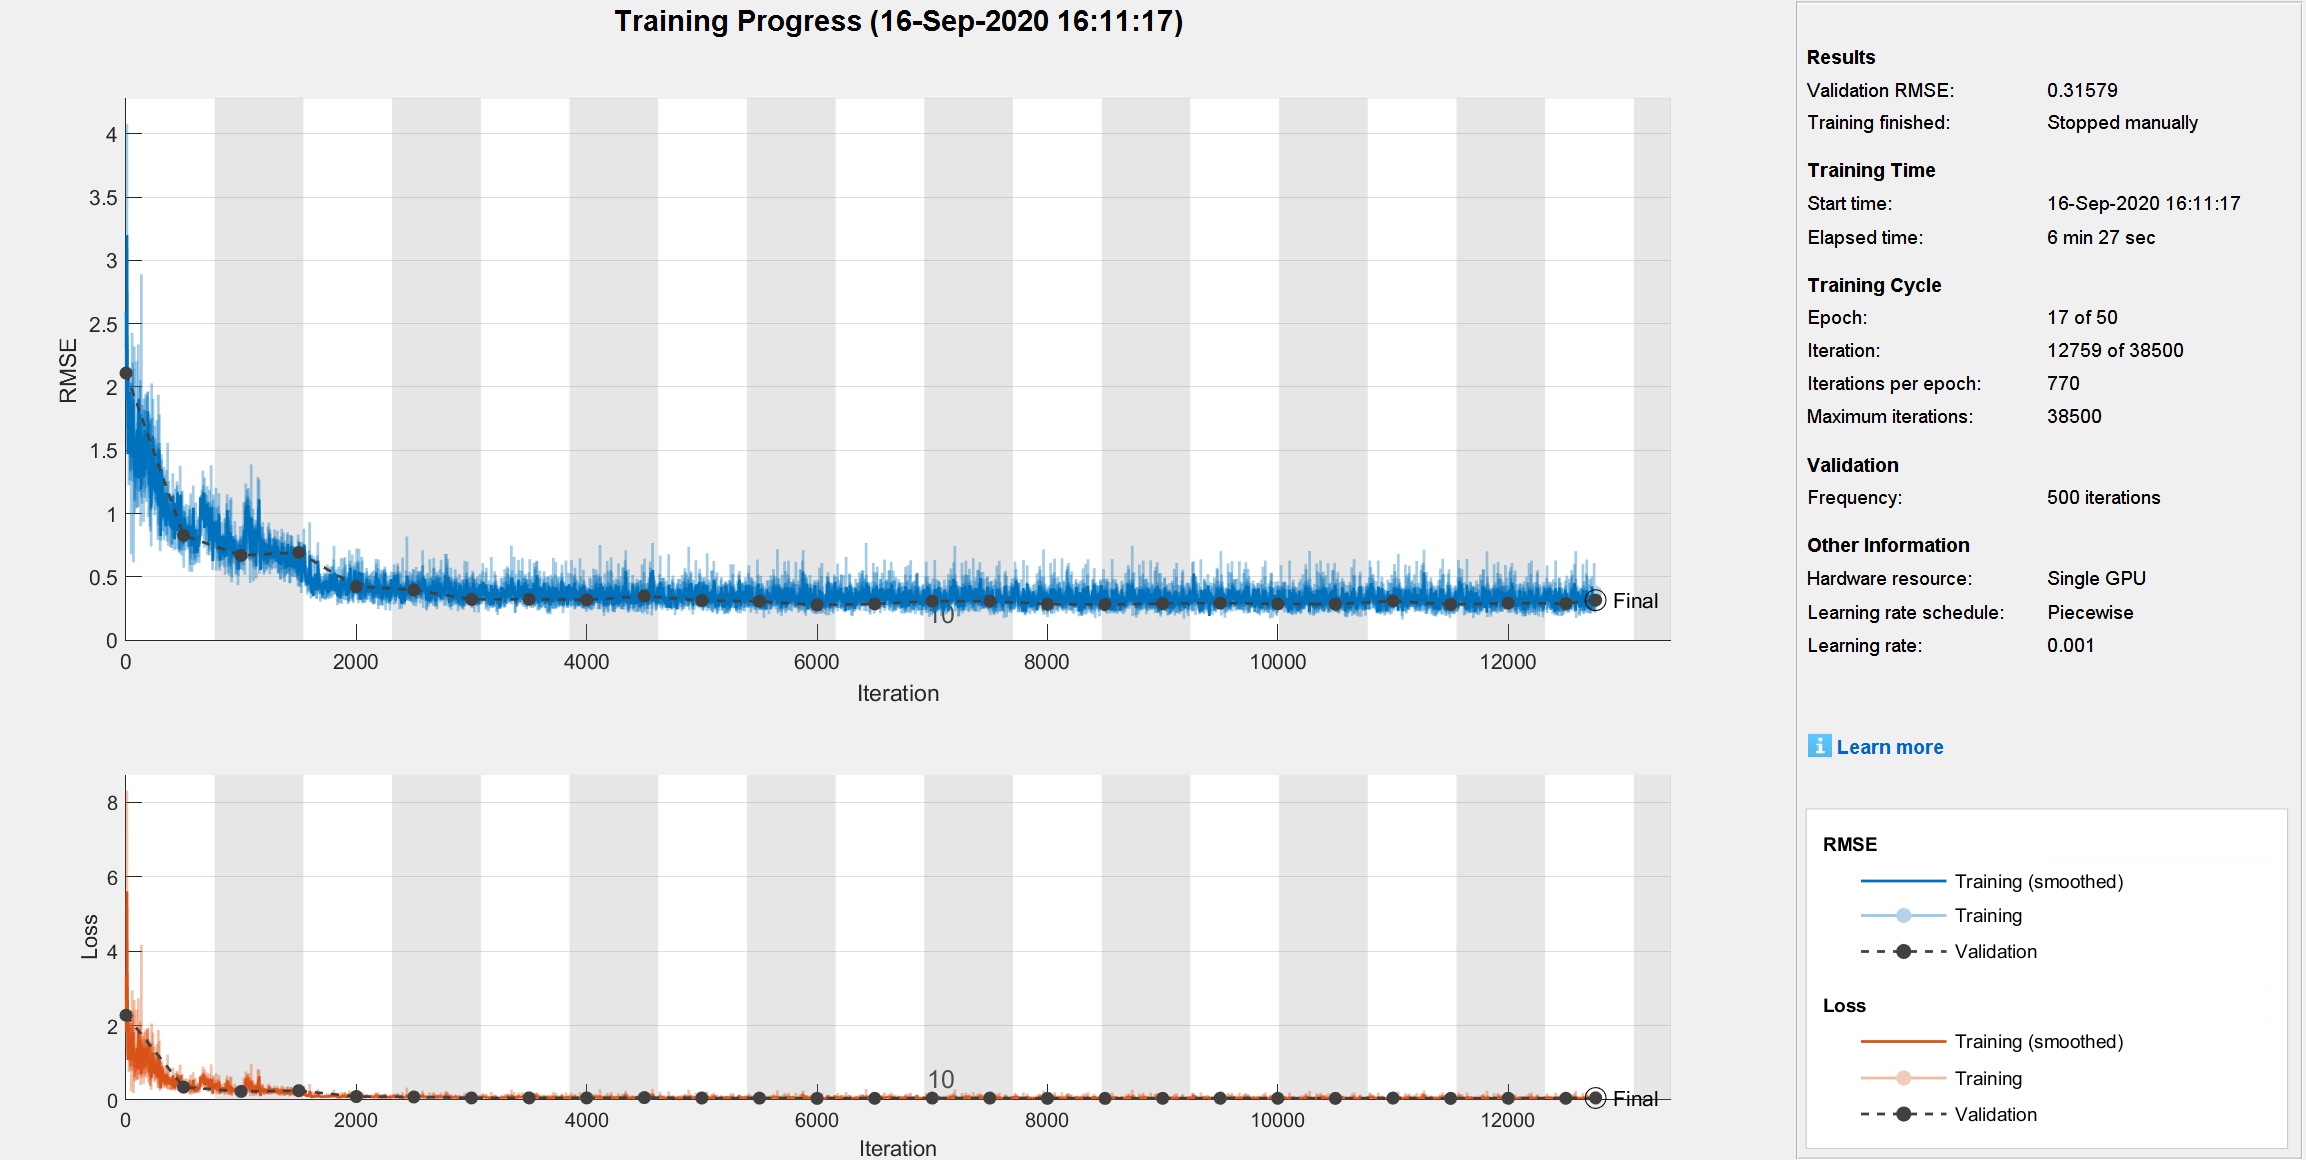 Training Progress (16-Sep-2020 16:11:17)
4
3.5
3
2.5
2
1.5
1
0.5
0
RMSE
10
Final
0
2000
4000
6000
8000
10000
12000
Iteration
8
6
4
2
0
Loss
10
Final
0
2000
4000
6000
8000
10000
12000
Iteration
Results
Validation RMSE: 0.31579
Training finished: Stopped manually
Training Time
Start time: 16-Sep-2020 16:11:17
Elapsed time: 6 min 27 sec
Training Cycle
Epoch: 17 of 50
Iteration: 12759 of 38500
Iterations per epoch: 770
Maximum iterations: 38500
Validation
Frequency: 500 iterations
Other Information
Hardware resource: Single GPU
Learning rate schedule: Piecewise
Learning rate: 0.001
i Learn more
RMSE
Training (smoothed)
Training
Validation
Loss
Training (smoothed)
Training
Validation